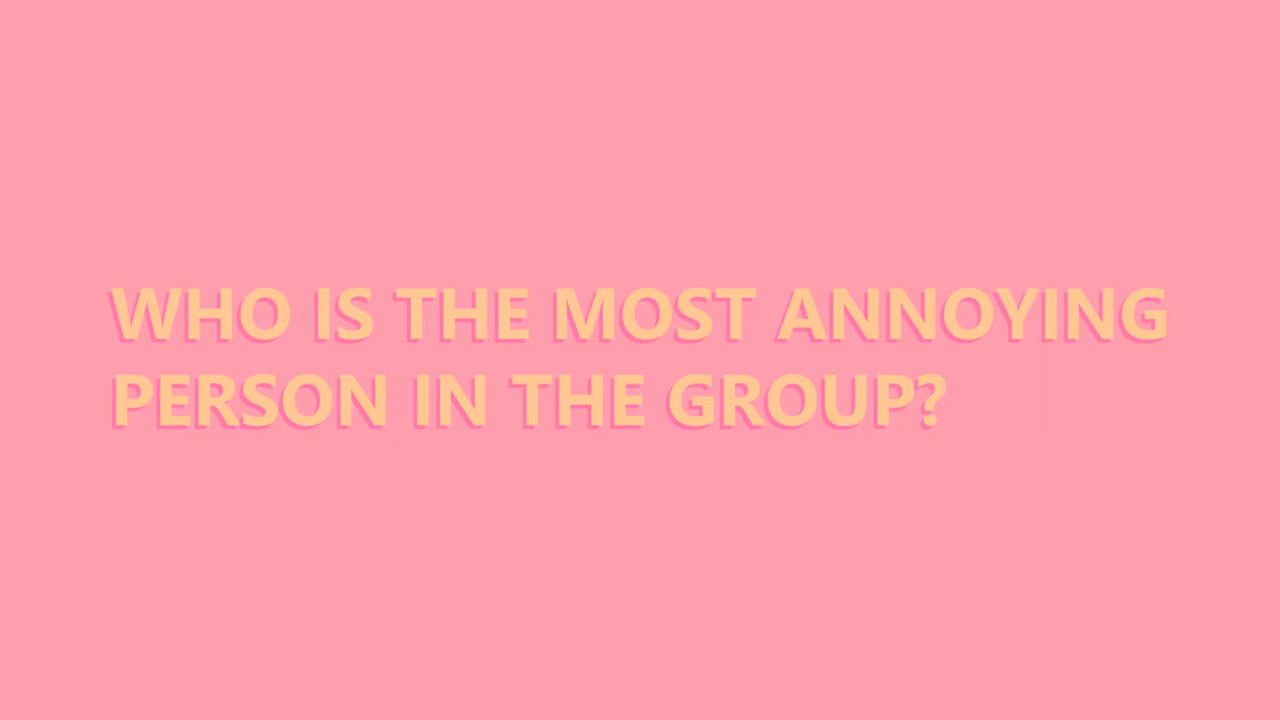 WHO IS THE MOST ANNOYING
PERSON IN THE GROUP?